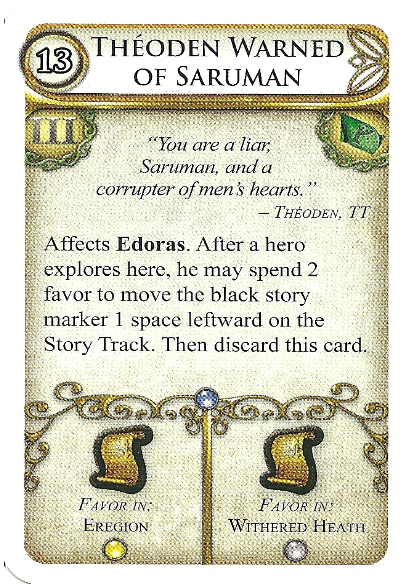 13
THÉODEN WARNED
OF SARUMAN
III
“You are a liar,
Saruman, and a
corrupter of men’s hearts.”
– THÉODEN, TT
Affects Edoras. After a hero
explores here, he may spend 2
favor to move the black story
marker 1 space leftward on the
Story Track. Then discard this card.
FAVOR IN:
EREGION
FAVOR IN:
WITHERED HEATH